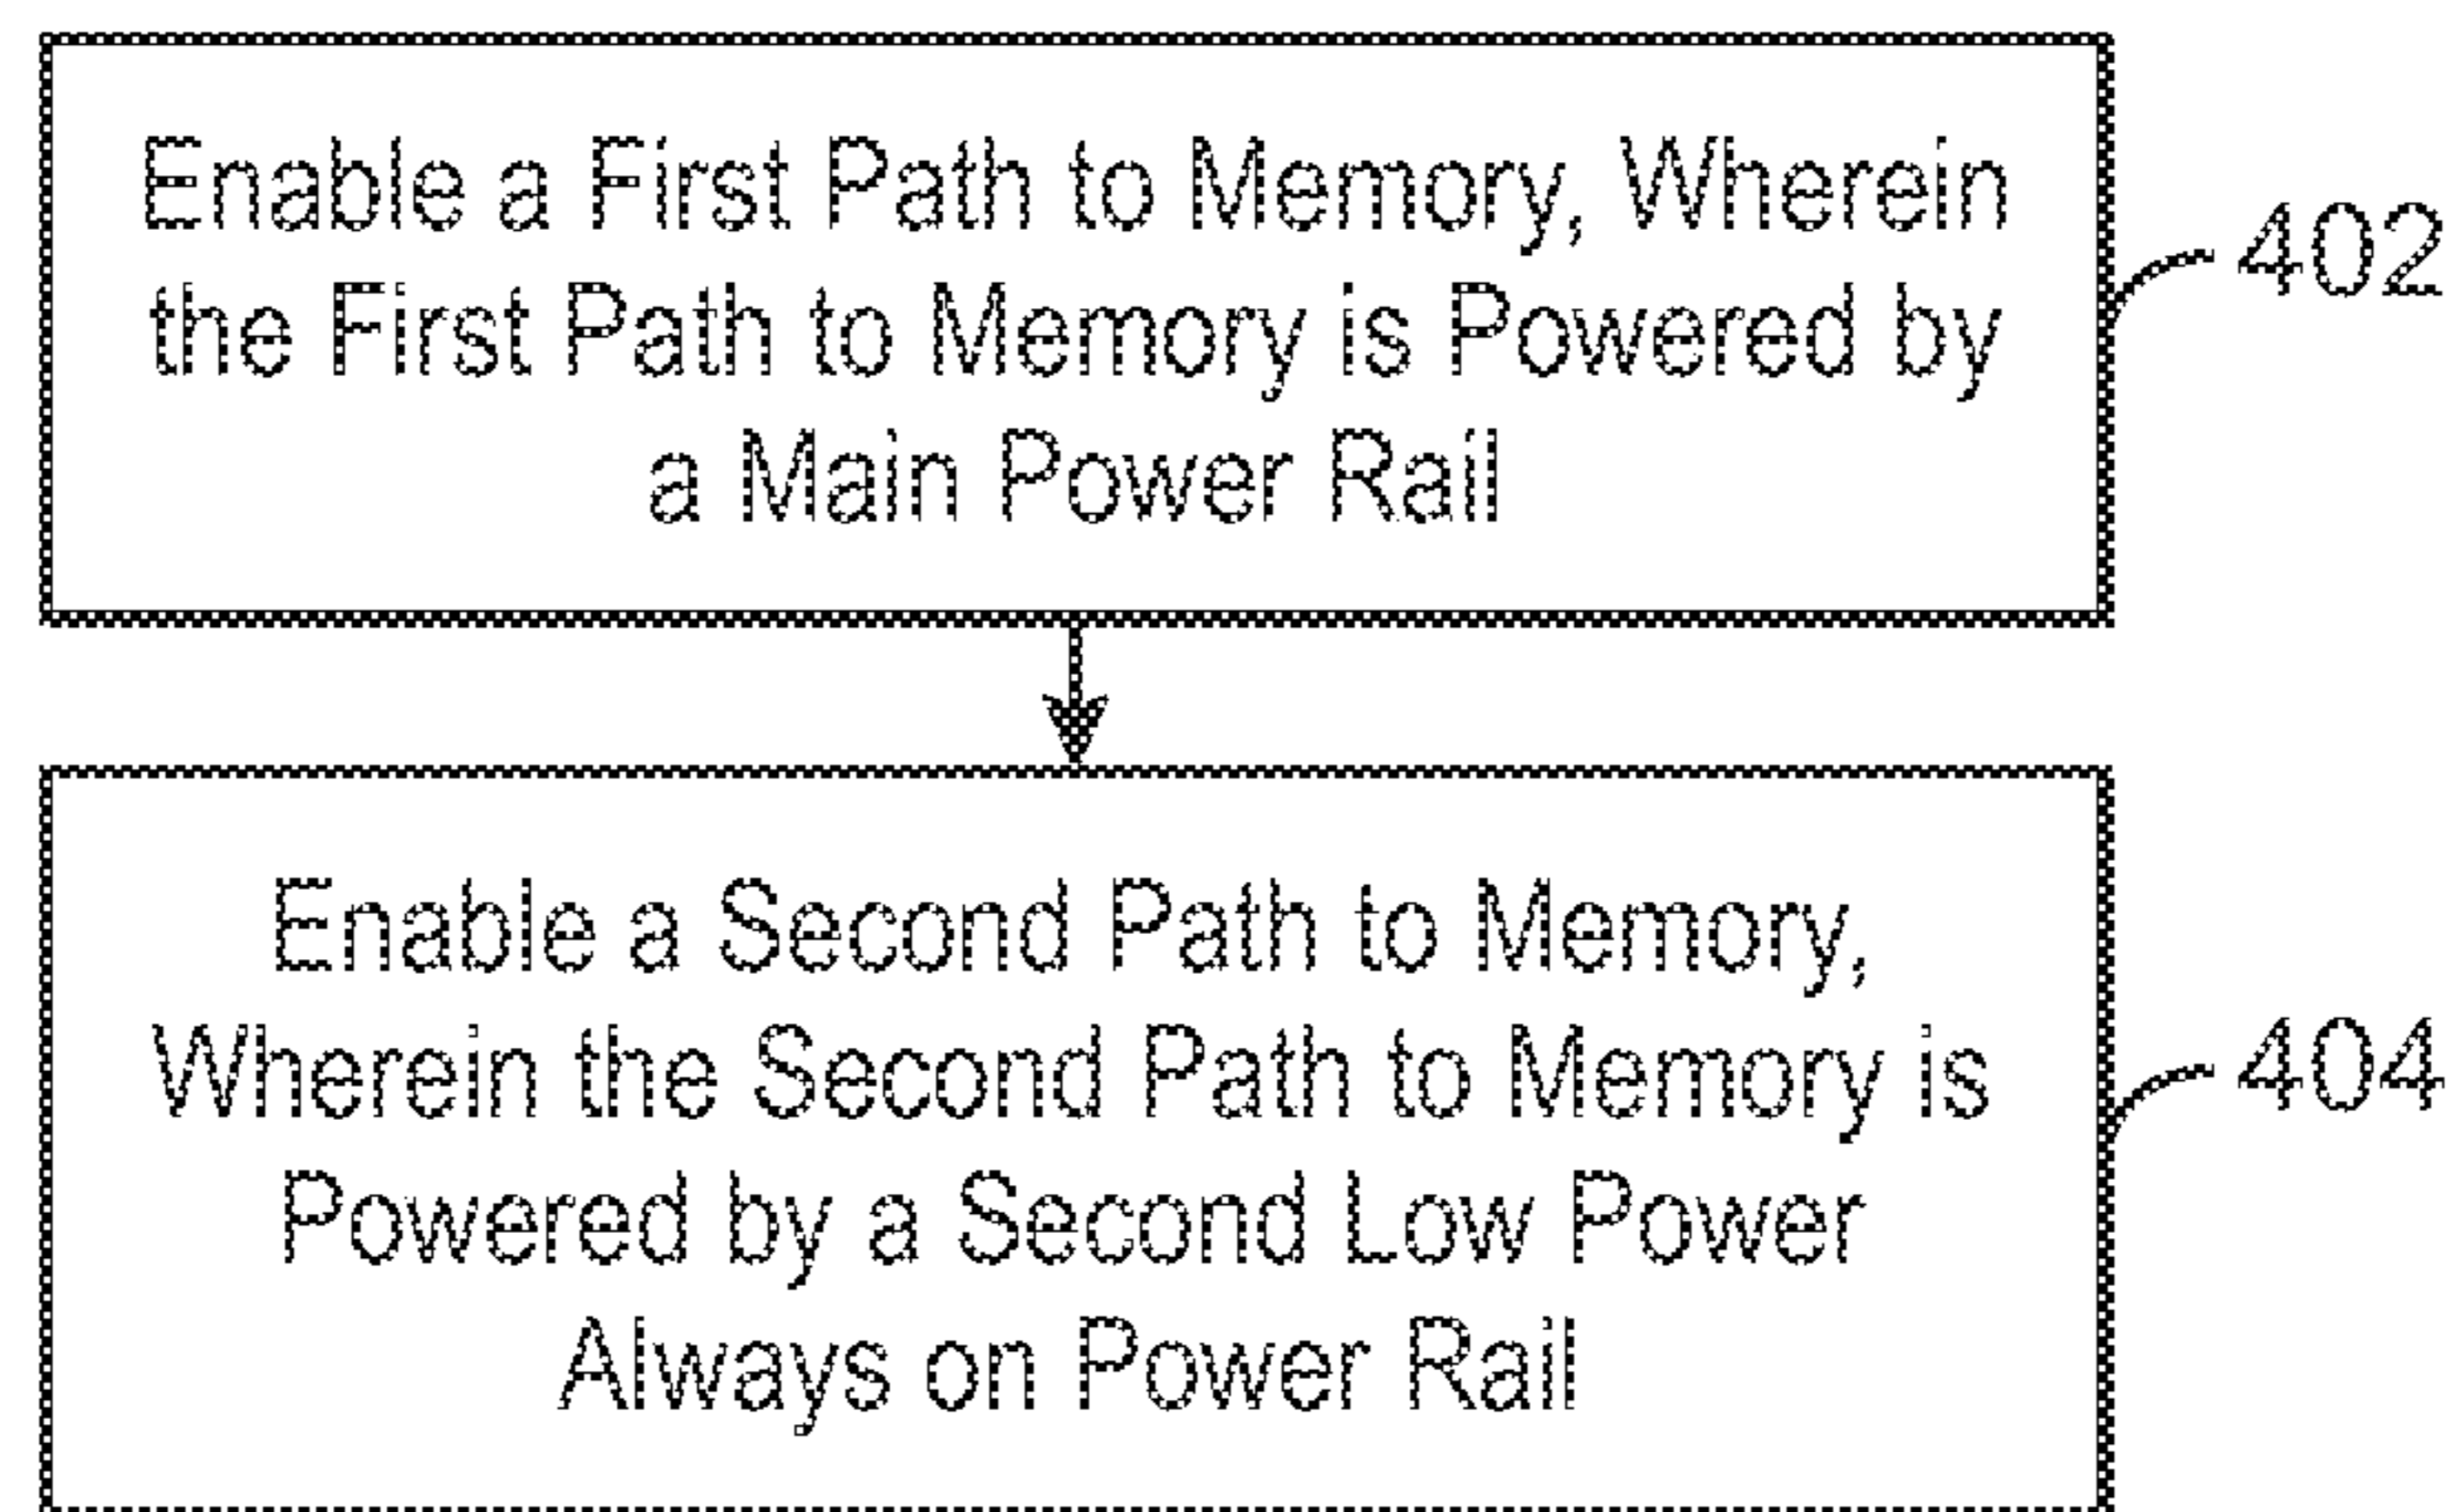 Enable a First Path to Memory, Wherein
the First Path to Memory is Powered by
a Main Power Rail
402
Enable a Second Path to Memory,
Wherein the Second Path to Memory is
Powered by a Second Low Power
Always on Power Rail
404